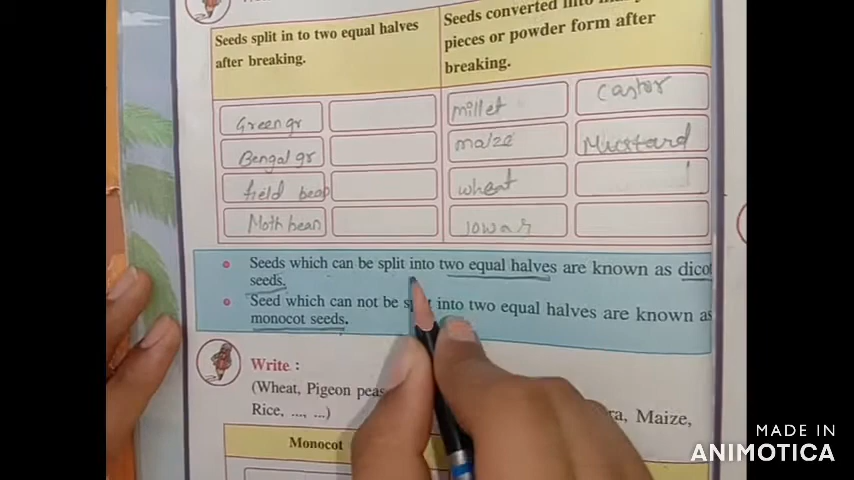 Seeds split in to two equal halves
after breaking.
Seeds converted into
pieces or powder form after
breaking.
Green gr
Bengal gr
field bean
Moth bean
millet
maize
wheat
Jowar
Castor
Mustard
Seeds which can be split into two equal halves are known as dicot
seeds.
Seed which can not be split into two equal halves are known as
monocot seeds.
Write :
(Wheat, Pigeon peas
Rice, ..., ...)
Maize,
Monocot
MADE IN
ANIMOTICA